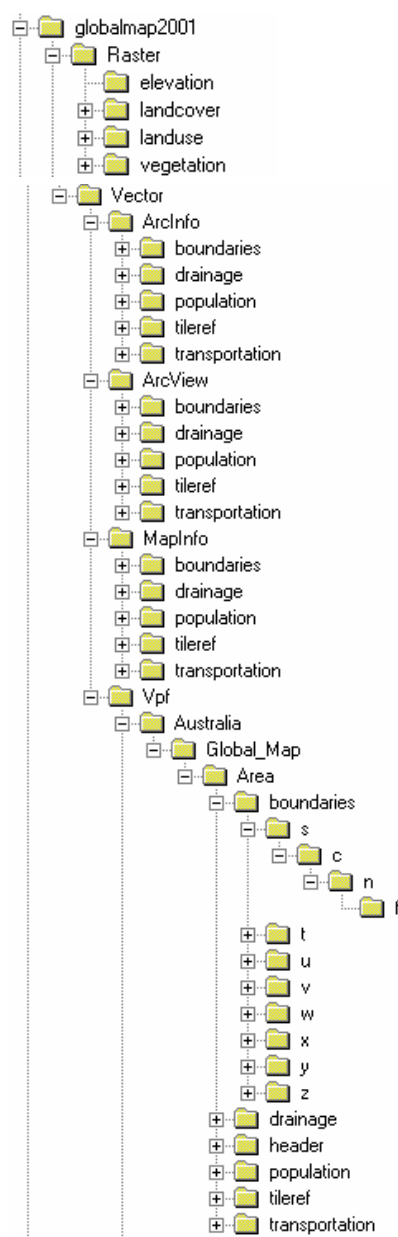 globalmap2001
Raster
elevation
landcover
landuse
vegetation
Vector
ArcInfo
boundaries
drainage
population
tileref
transportation
ArcView
boundaries
drainage
population
tileref
transportation
MapInfo
boundaries
drainage
population
tileref
transportation
Vpf
Australia
Global_Map
Area
boundaries
s
c
n
t
u
v
w
x
y
z
drainage
header
population
tileref
transportation